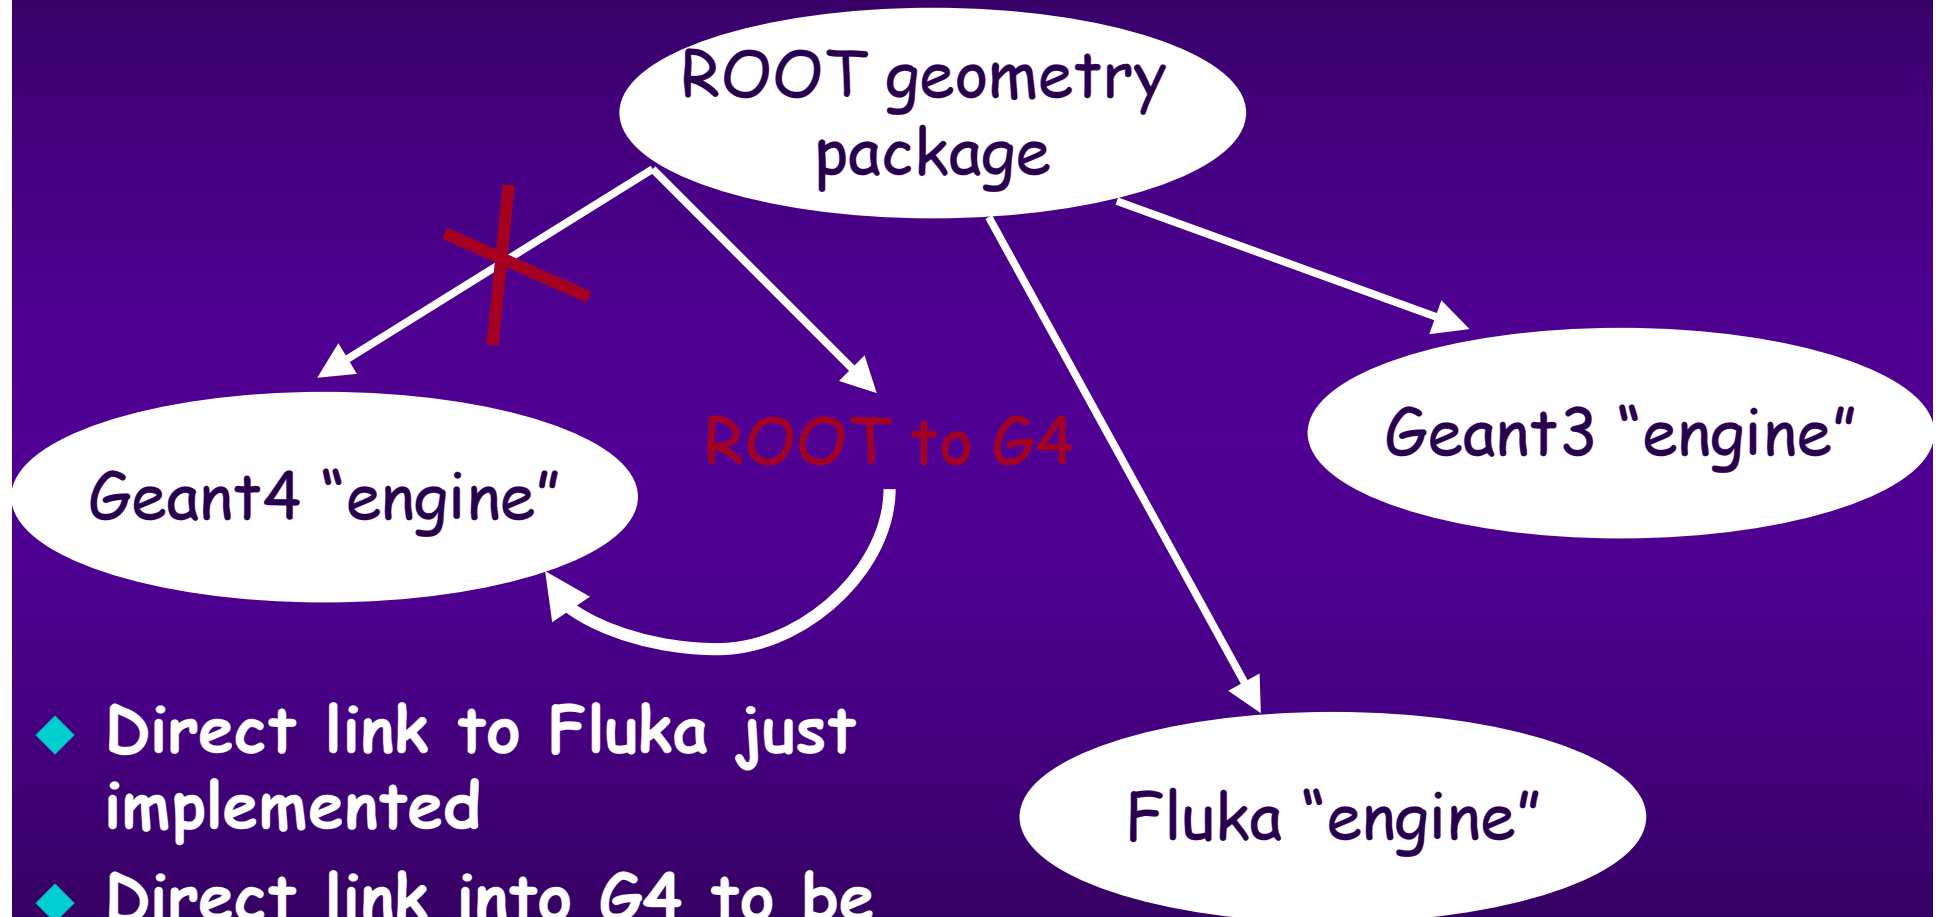 ROOT geometry
package
ROOT to G4
Geant3 “engine”
Geant4 “engine”
Direct link to Fluka just
implemented
Fluka “engine”
Direct link into G4 to be